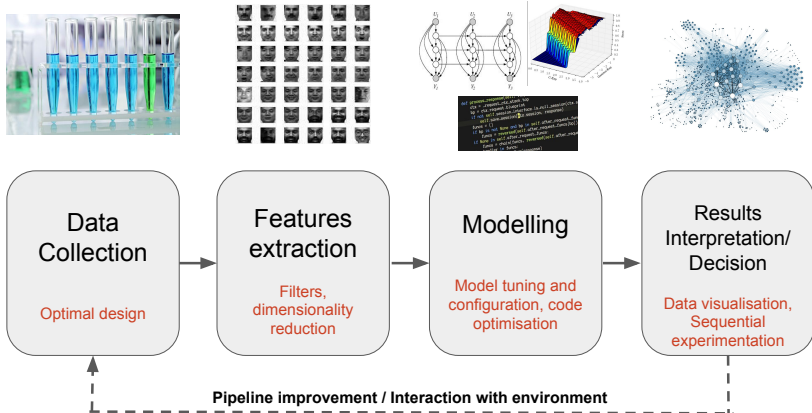 Data
Collection
Optimal design
Features
extraction
Filters,
dimensionality
reduction
Modelling
Model tuning and
configuration, code
optimisation
Results
Interpretation/
Decision
Data visualisation,
Sequential
experimentation
Pipeline improvement / Interaction with environment